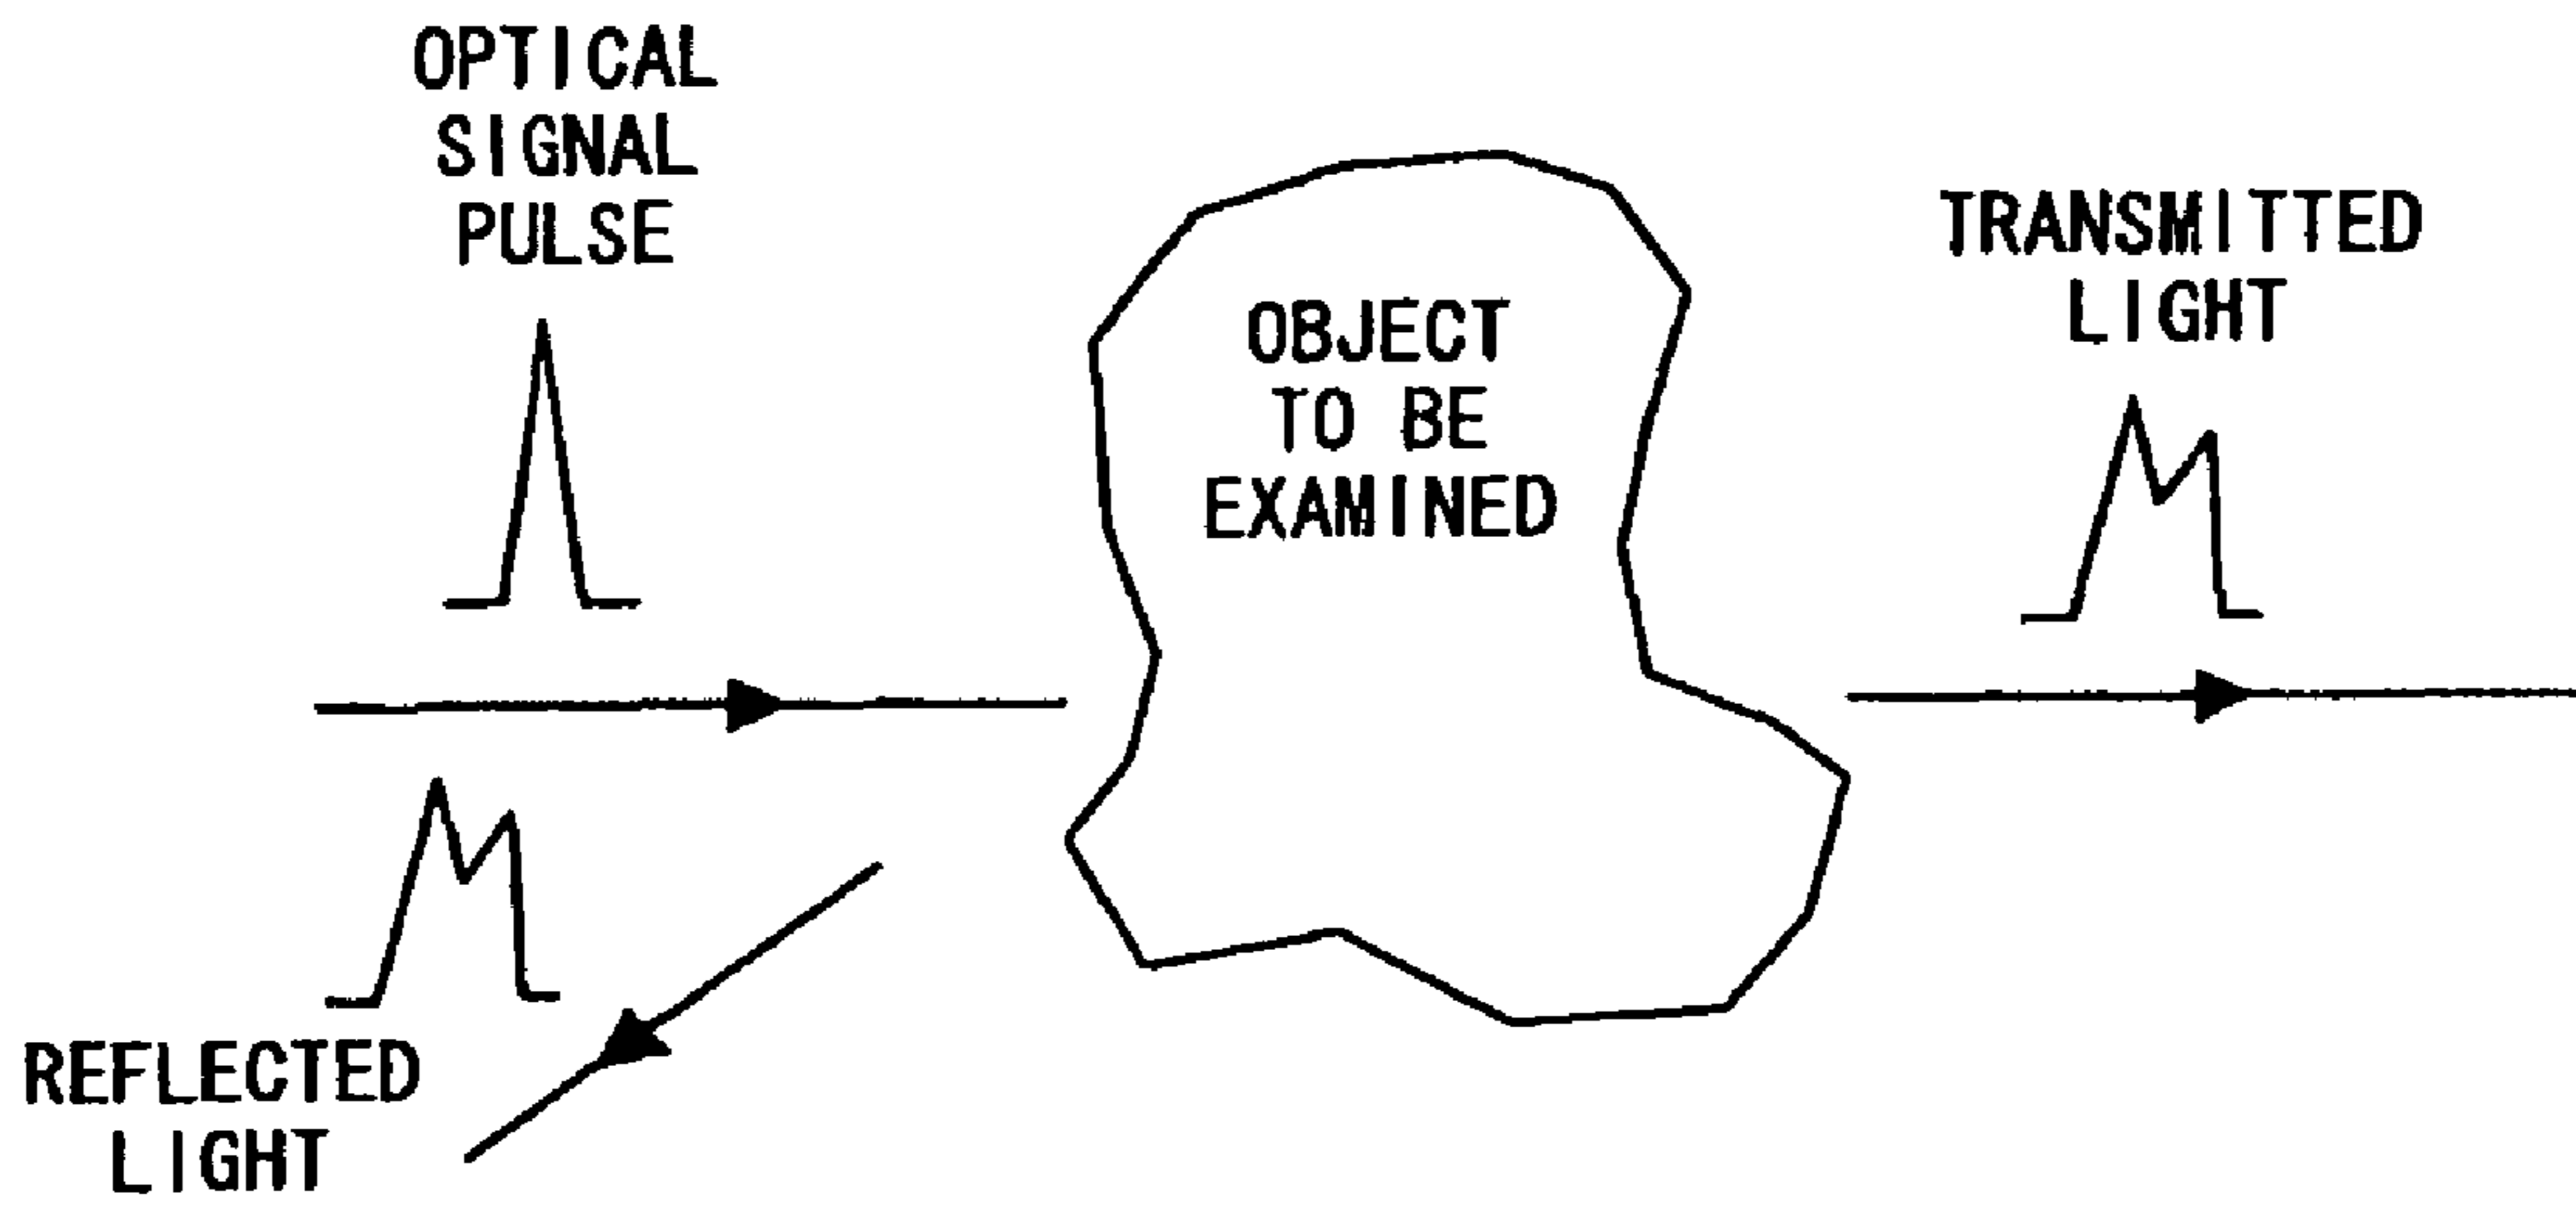 OPTICAL
SIGNAL
PULSE
OBJECT
TO BE
EXAMINED
TRANSMITTED
LIGHT
REFLECTED
LIGHT